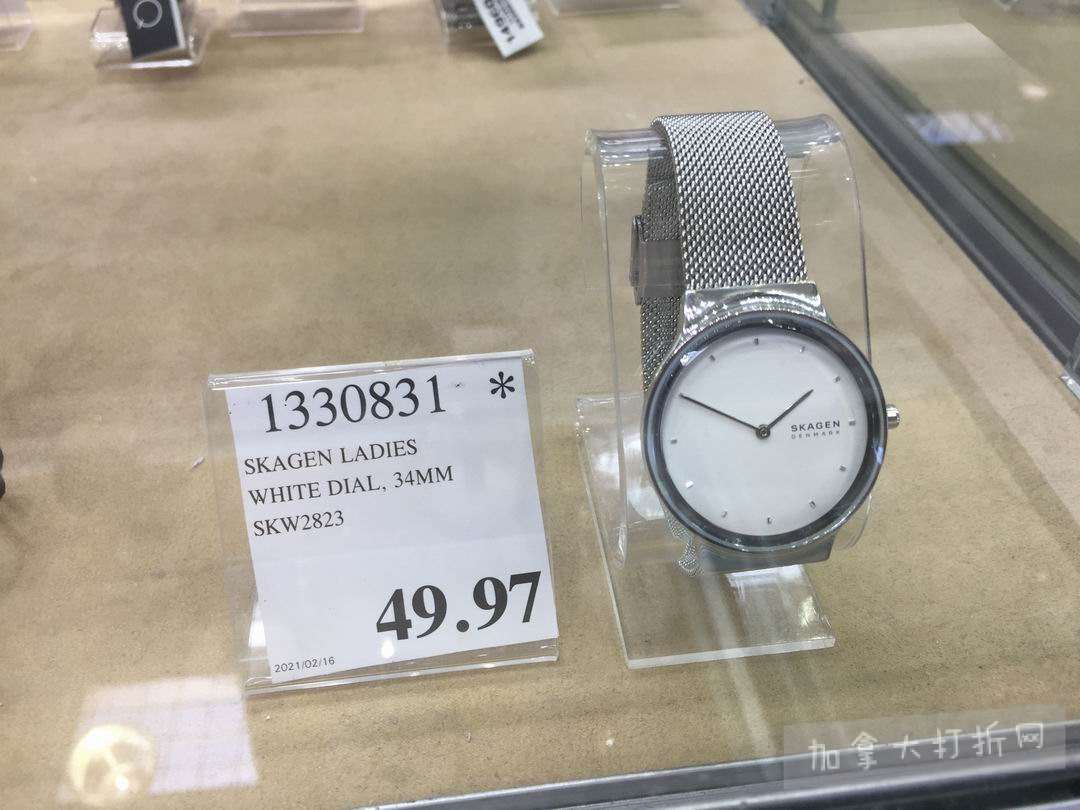 1330831 *
SKAGEN LADIES
WHITE DIAL, 34MM
SKW2823
49.97
2021/02/16
SKAGEN
DENMARK
加拿大打折网